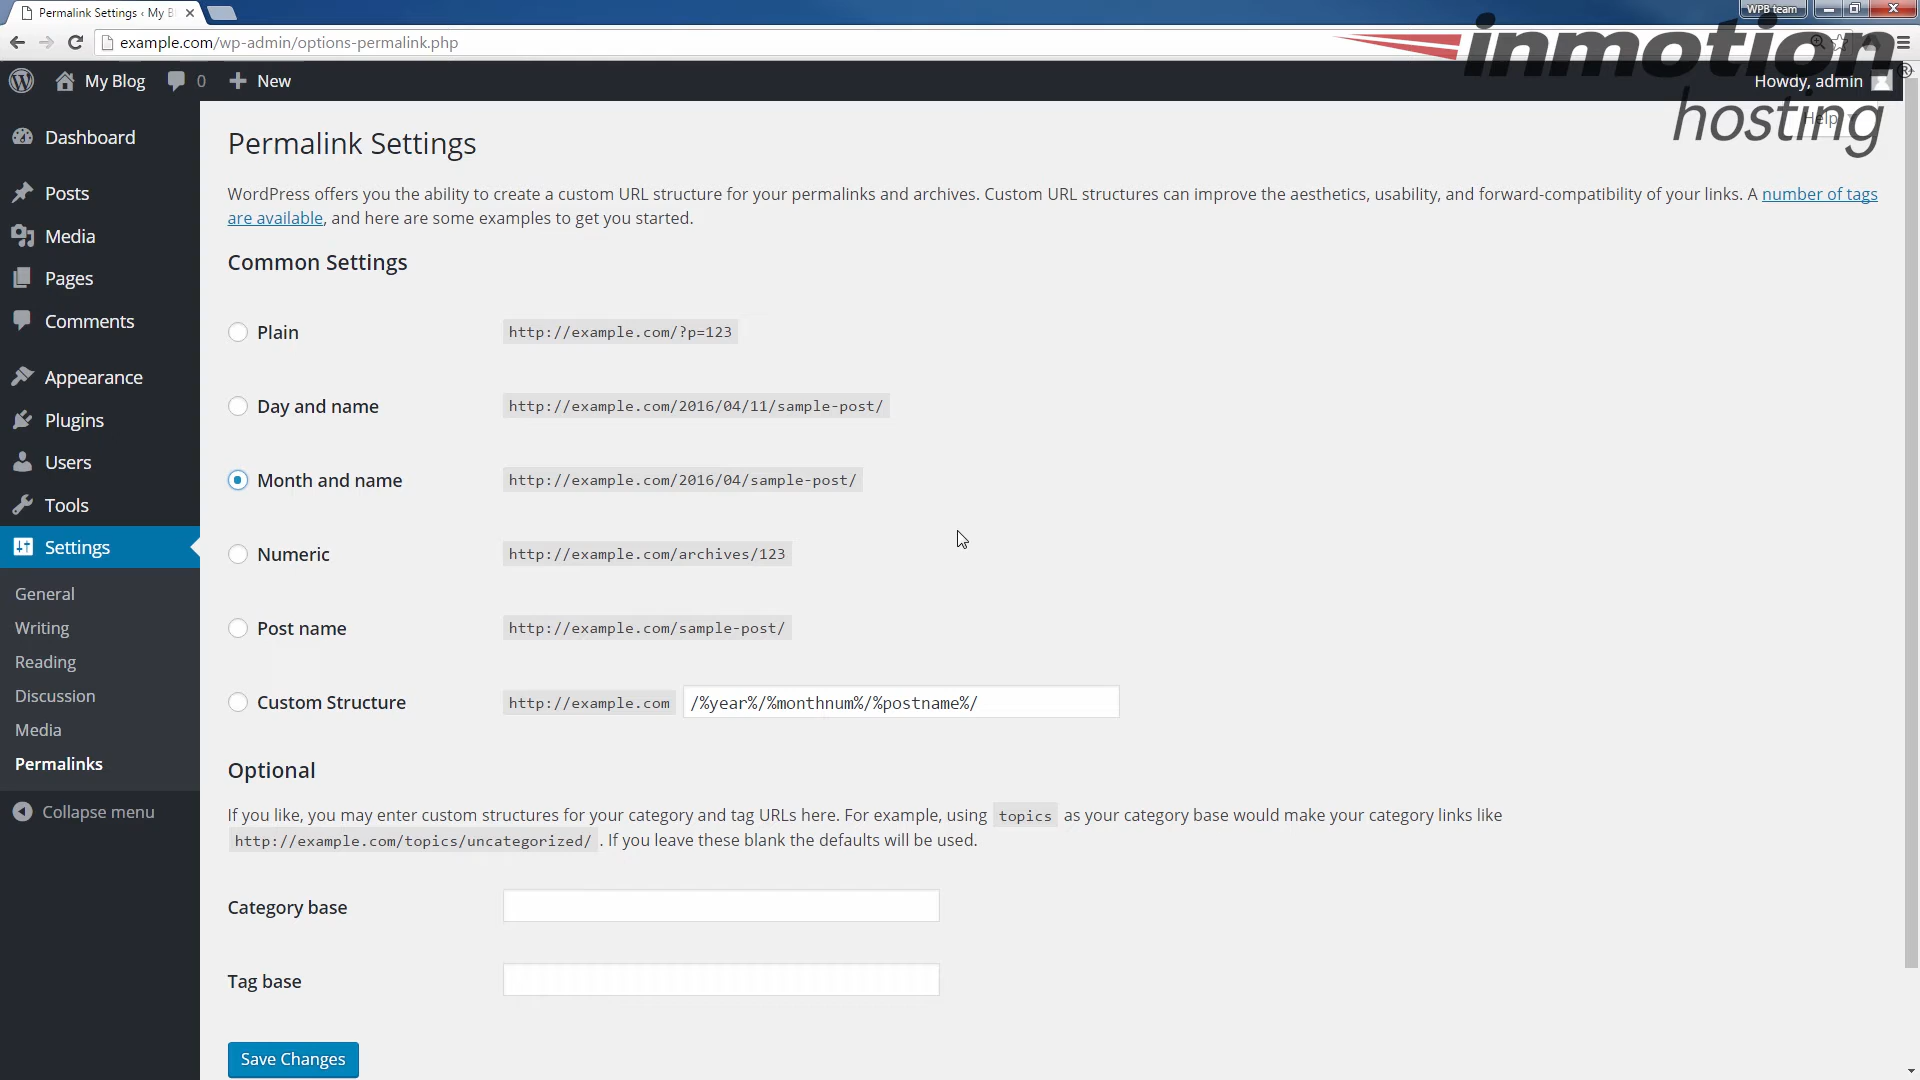 Permalink Settings ‹ My B
WPB team
example.com/wp-admin/options-permalink.php
inmotion
hosting
®
My Blog 0 New
Howdy, admin
Help
Dashboard
Posts
Media
Pages
Comments
Appearance
Plugins
Users
Tools
Settings
General
Writing
Reading
Discussion
Media
Permalinks
Collapse menu
Permalink Settings
WordPress offers you the ability to create a custom URL structure for your permalinks and archives. Custom URL structures can improve the aesthetics, usability, and forward-compatibility of your links. A number of tags
are available, and here are some examples to get you started.
Common Settings
Plain http://example.com/?p=123
Day and name http://example.com/2016/04/11/sample-post/
Month and name http://example.com/2016/04/sample-post/
Numeric http://example.com/archives/123
Post name http://example.com/sample-post/
Custom Structure http://example.com /%year%/%monthnum%/%postname%/
Optional
If you like, you may enter custom structures for your category and tag URLs here. For example, using topics as your category base would make your category links like
http://example.com/topics/uncategorized/ . If you leave these blank the defaults will be used.
Category base
Tag base
Save Changes